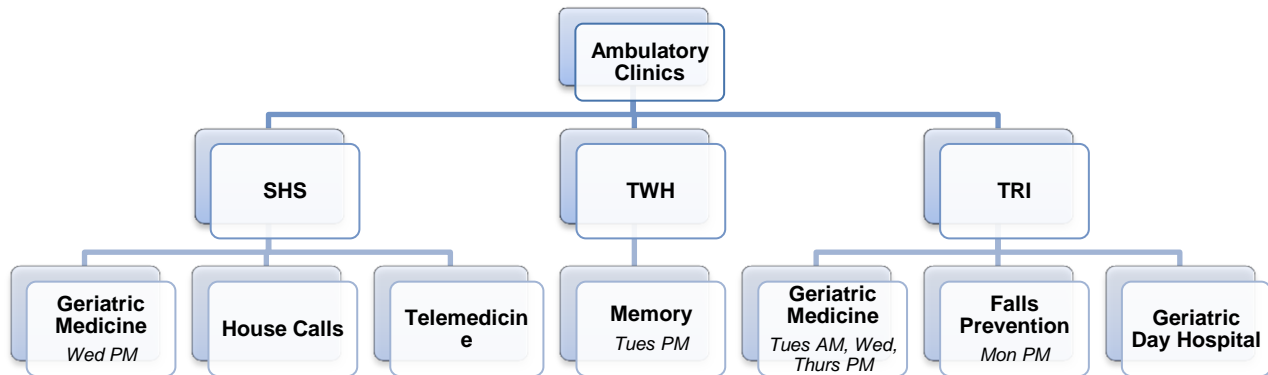 Ambulatory
Clinics
SHS
TWH
TRI
Geriatric
Medicine
Wed PM
House Calls
Telemedicin
e
Memory
Tues PM
Geriatric
Medicine
Tues AM, Wed,
Thurs PM
Falls
Prevention
Mon PM
Geriatric
Day Hospital